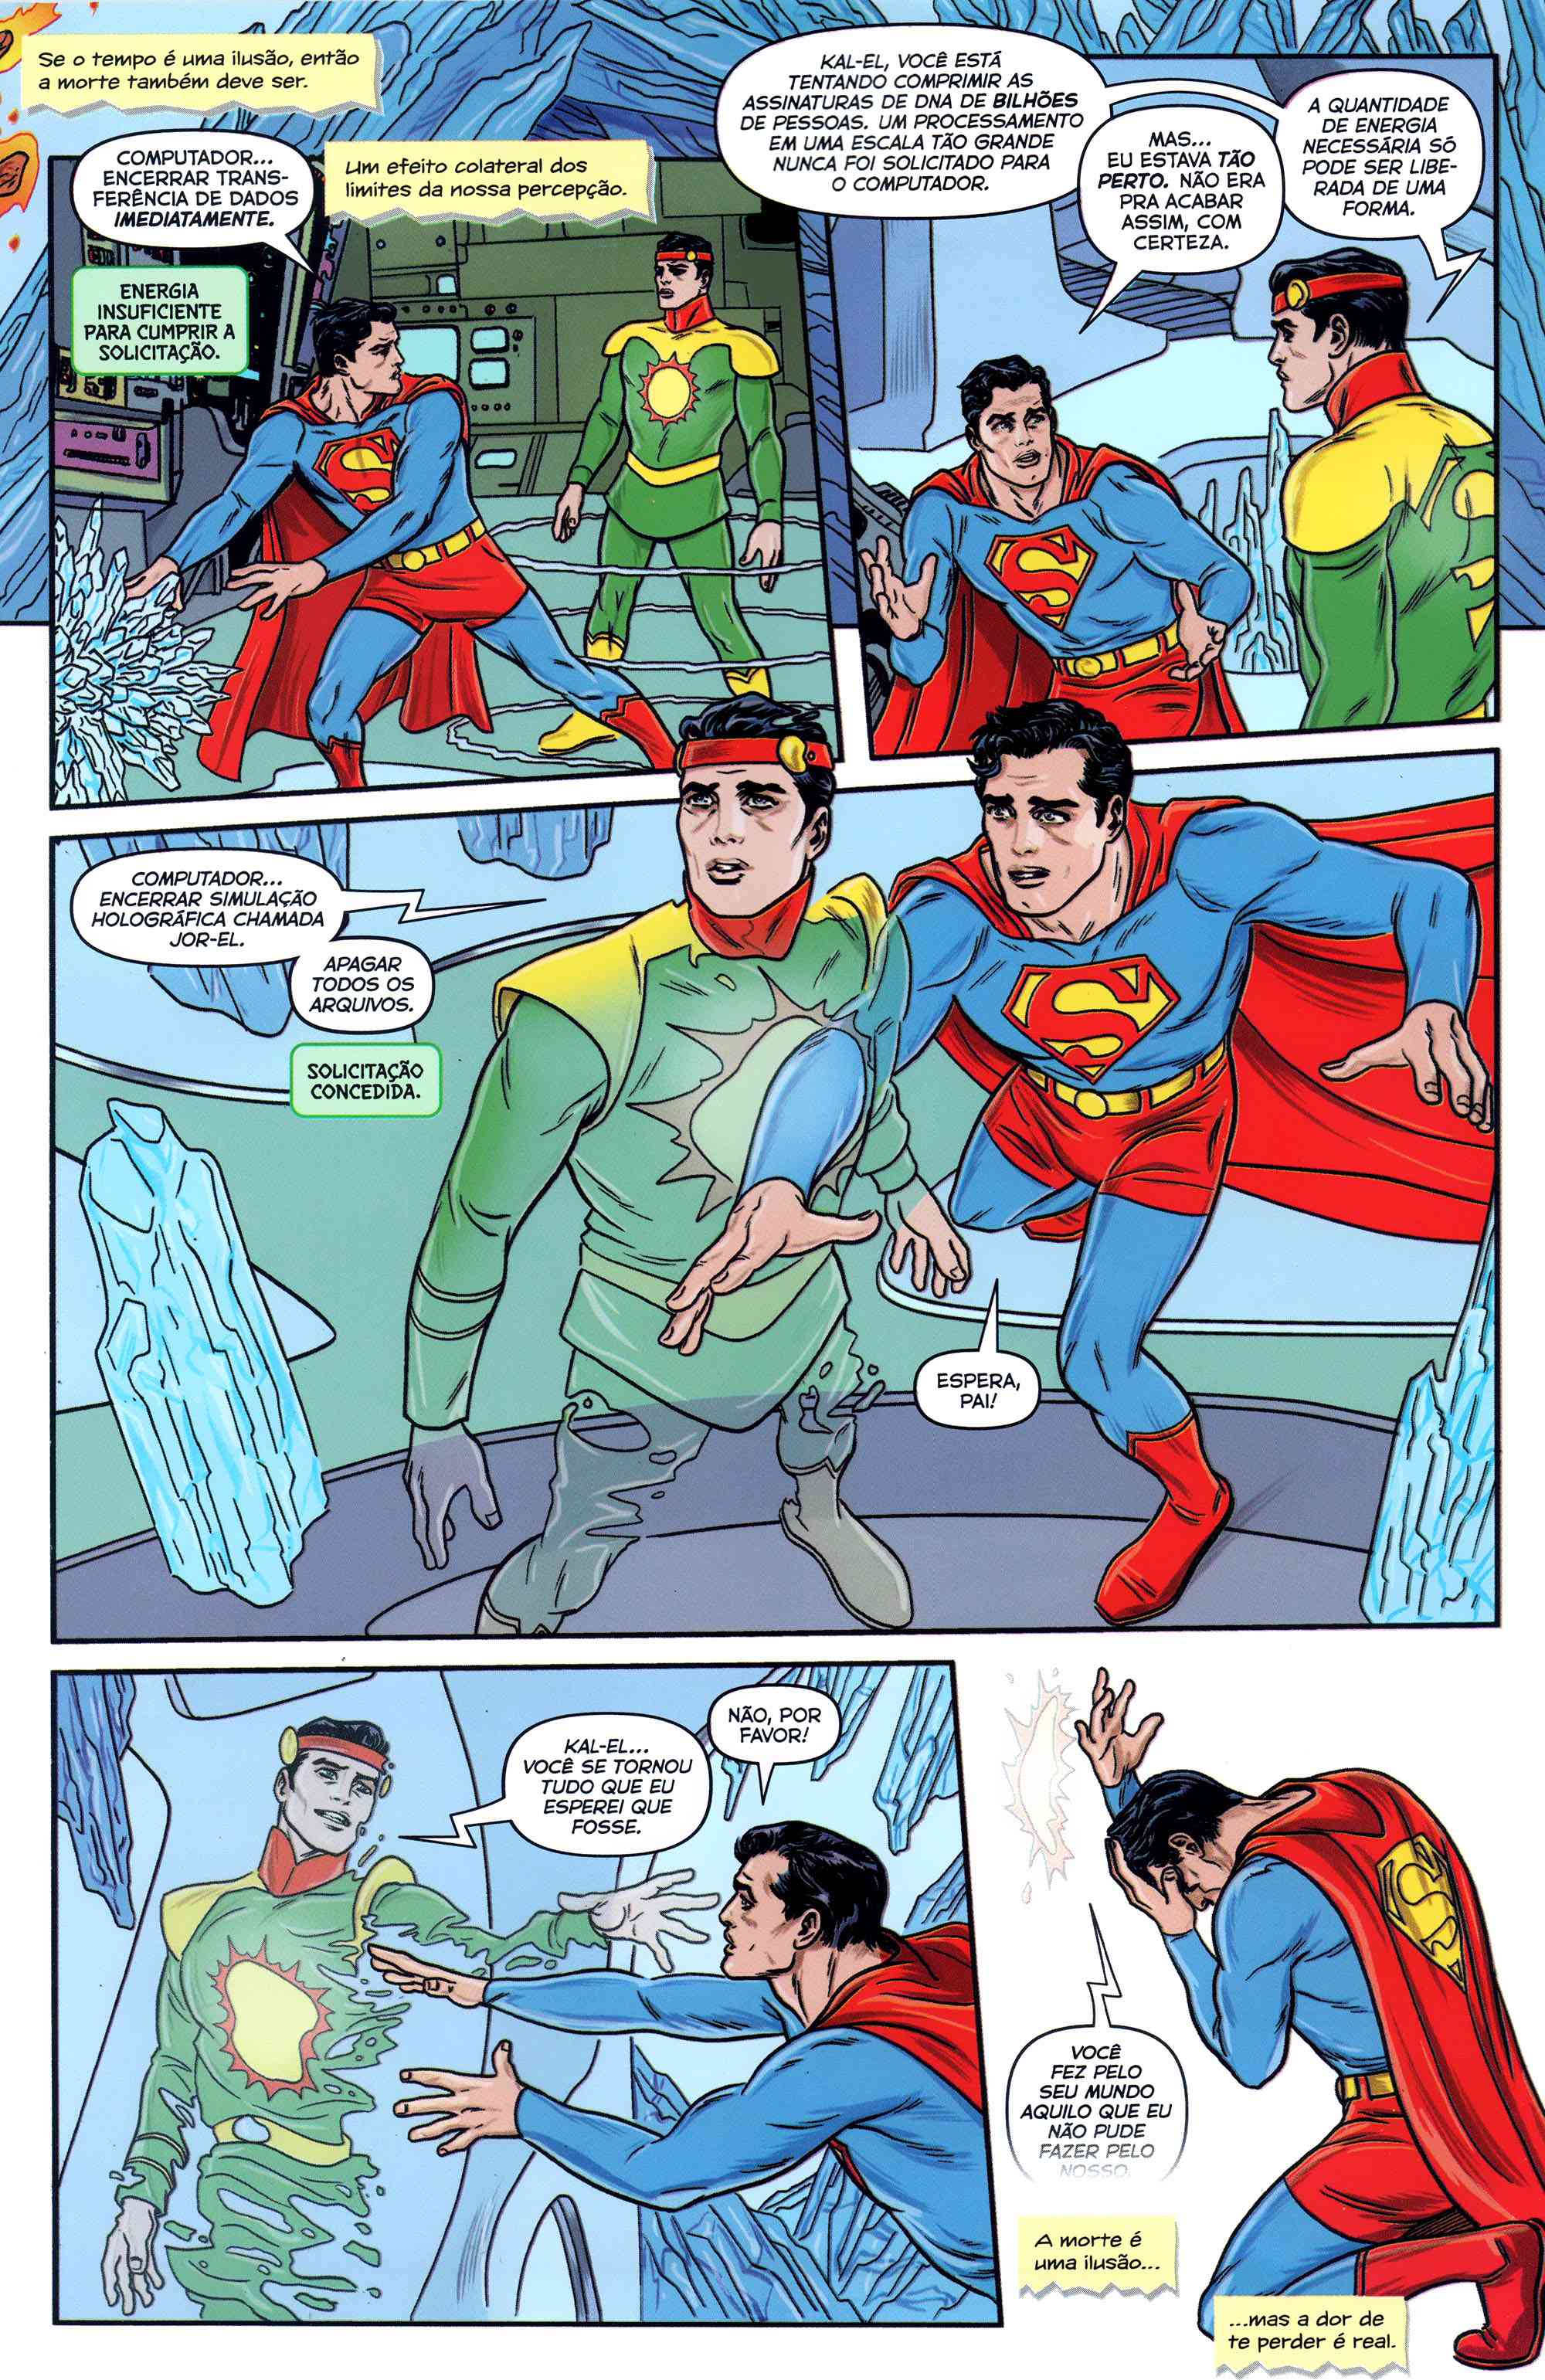 Se o tempo é uma ilusão, então
a morte também deve ser.
COMPUTADOR...
ENCERRAR TRANS-
FERÊNCIA DE DADOS
IMEDIATAMENTE.
ENERGIA
INSUFICIENTE
PARA CUMPRIR A
SOLICITAÇÃO.
Um efeito colateral dos
limites da nossa percepção.
KAL-EL, VOCÊ ESTÁ
TENTANDO COMPRIMIR AS
ASSINATURAS DE DNA DE BILHÕES
DE PESSOAS. UM PROCESSAMENTO
EM UMA ESCALA TÃO GRANDE
NUNCA FOI SOLICITADO PARA
O COMPUTADOR.
MAS...
EU ESTAVA TÃO
PERTO. NÃO ERA
PRA ACABAR
ASSIM, COM
CERTEZA.
A QUANTIDADE
DE ENERGIA
NECESSÁRIA SÓ
PODE SER LIBE-
RADA DE UMA
FORMA.
COMPUTADOR...
ENCERRAR SIMULAÇÃO
HOLOGRÁFICA CHAMADA
JOR-EL.
APAGAR
TODOS OS
ARQUIVOS.
SOLICITAÇÃO
CONCEDIDA.
ESPERA,
PAI!
KAL-EL...
VOCÊ SE TORNOU
TUDO QUE EU
ESPEREI QUE
FOSSE.
NÃO, POR
FAVOR!
VOCÊ
FEZ PELO
SEU MUNDO
AQUILO QUE EU
NÃO PUDE
FAZER PELO
NOSSO.
A morte é
uma ilusão...
...mas a dor de
te perder é real.